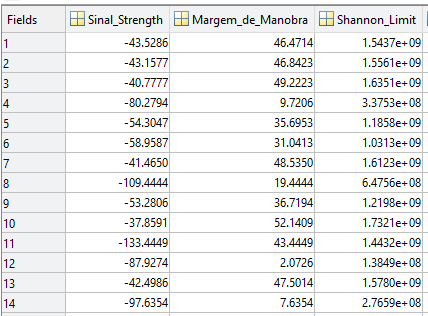 Fields Sinal_Strength Margem_de_Manobra Shannon_Limit
1 -43.5286 46.4714 1.5437e+09
2 -43.1577 46.8423 1.5561e+09
3 -40.7777 49.2223 1.6351e+09
4 -80.2794 9.7206 3.3753e+08
5 -54.3047 35.6953 1.1858e+09
6 -58.9587 31.0413 1.0313e+09
7 -41.4650 48.5350 1.6123e+09
8 -109.4444 19.4444 6.4756e+08
9 -53.2806 36.7194 1.2198e+09
10 -37.8591 52.1409 1.7321e+09
11 -133.4449 43.4449 1.4432e+09
12 -87.9274 2.0726 1.3849e+08
13 -42.4986 47.5014 1.5780e+09
14 -97.6354 7.6354 2.7659e+08